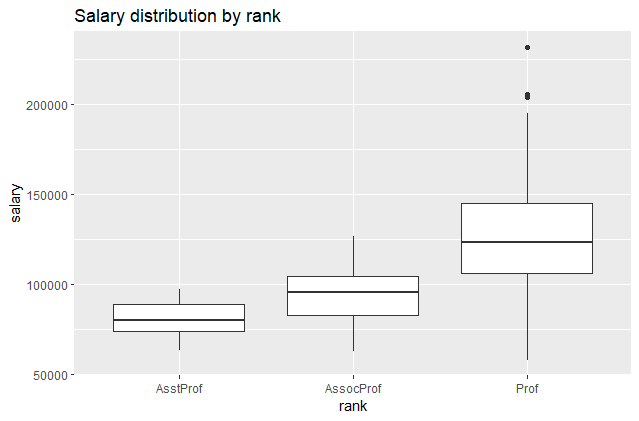 Salary distribution by rank
salary
200000
150000
100000
50000
AsstProf
AssocProf
Prof
rank